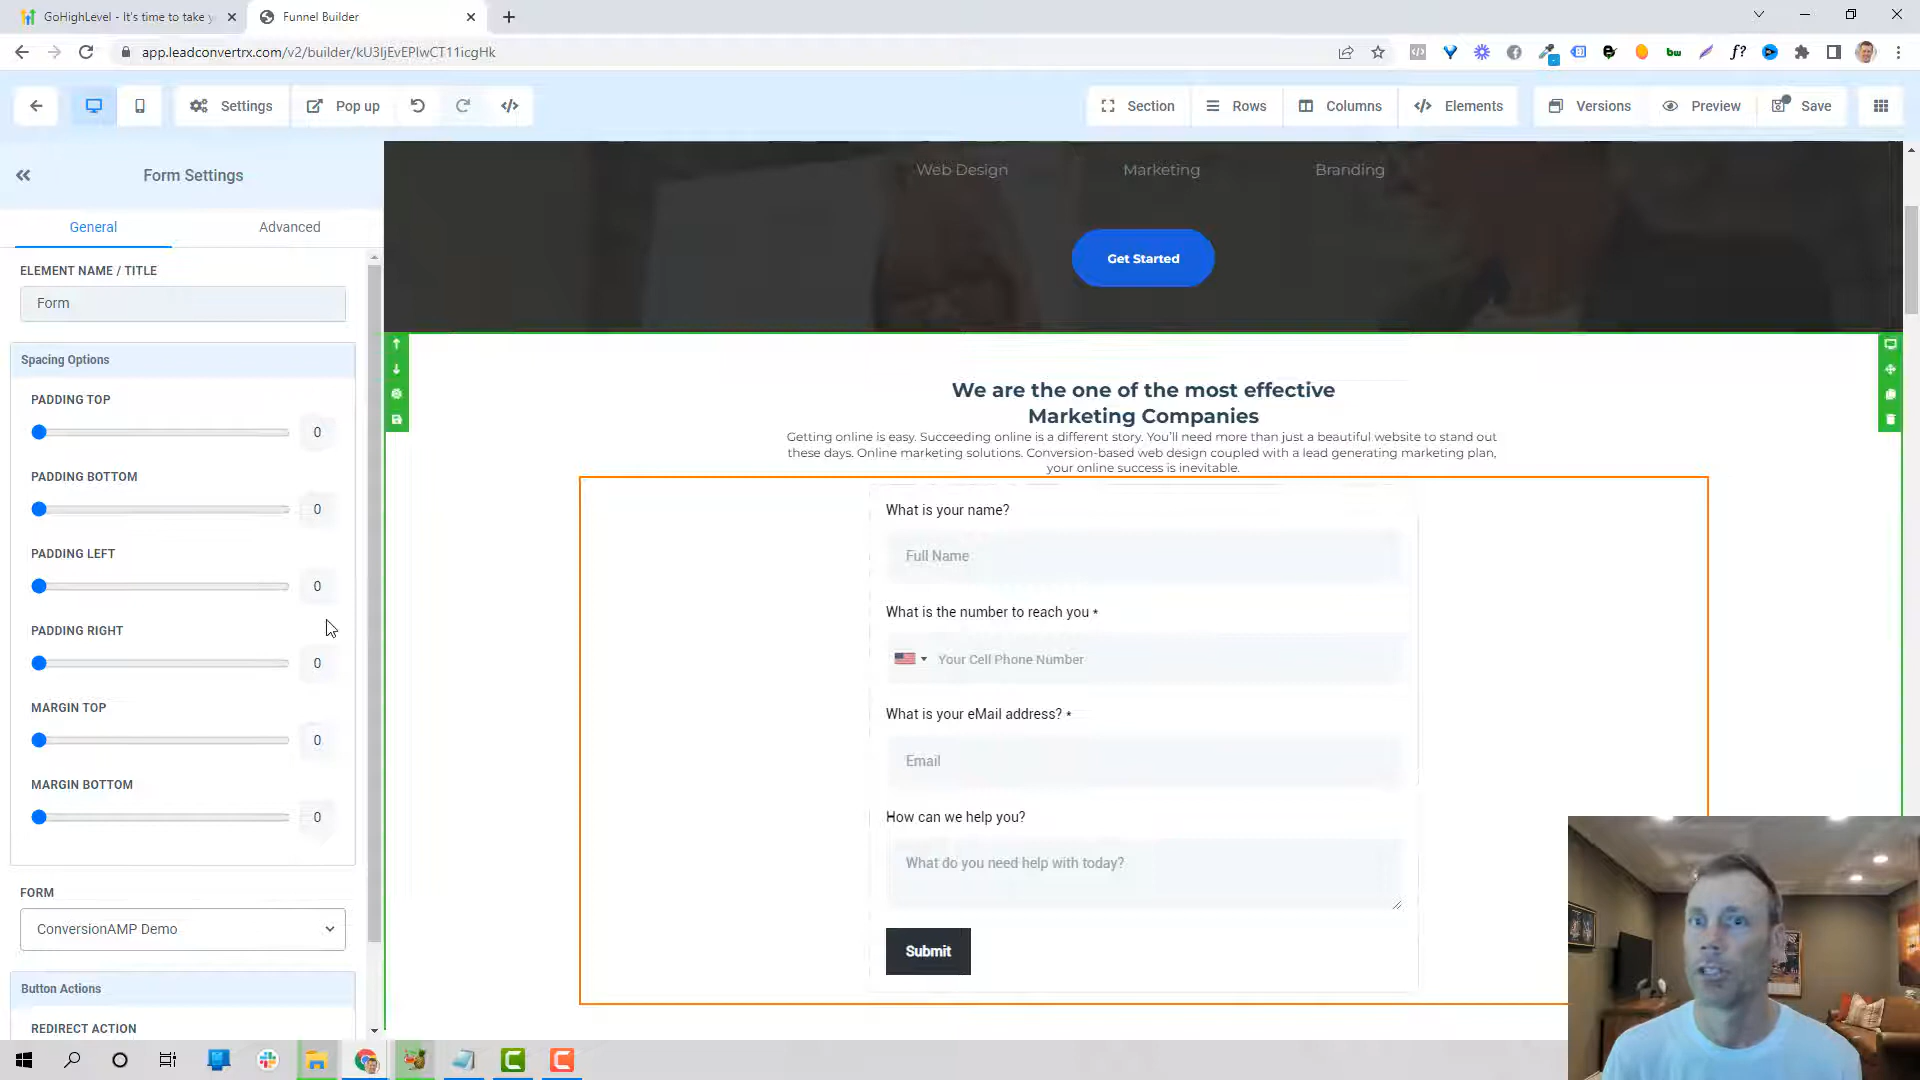 GoHighLevel - It's time to take y
Funnel Builder
app.leadconvertrx.com/v2/builder/kU3IjEvEPlwCT11icgHk
Settings
Pop up
Section
Rows
Columns
Elements
Versions
Preview
Save
Form Settings
General
Advanced
ELEMENT NAME / TITLE
Form
Spacing Options
PADDING TOP
0
PADDING BOTTOM
0
PADDING LEFT
0
PADDING RIGHT
0
MARGIN TOP
0
MARGIN BOTTOM
0
FORM
ConversionAMP Demo
Button Actions
REDIRECT ACTION
Web Design
Marketing
Branding
Get Started
We are the one of the most effective
Marketing Companies
Getting online is easy. Succeeding online is a different story. You'll need more than just a beautiful website to stand out
these days. Online marketing solutions. Conversion-based web design coupled with a lead generating marketing plan,
your online success is inevitable.
What is your name?
Full Name
What is the number to reach you *
Your Cell Phone Number
What is your eMail address? *
Email
How can we help you?
What do you need help with today?
Submit